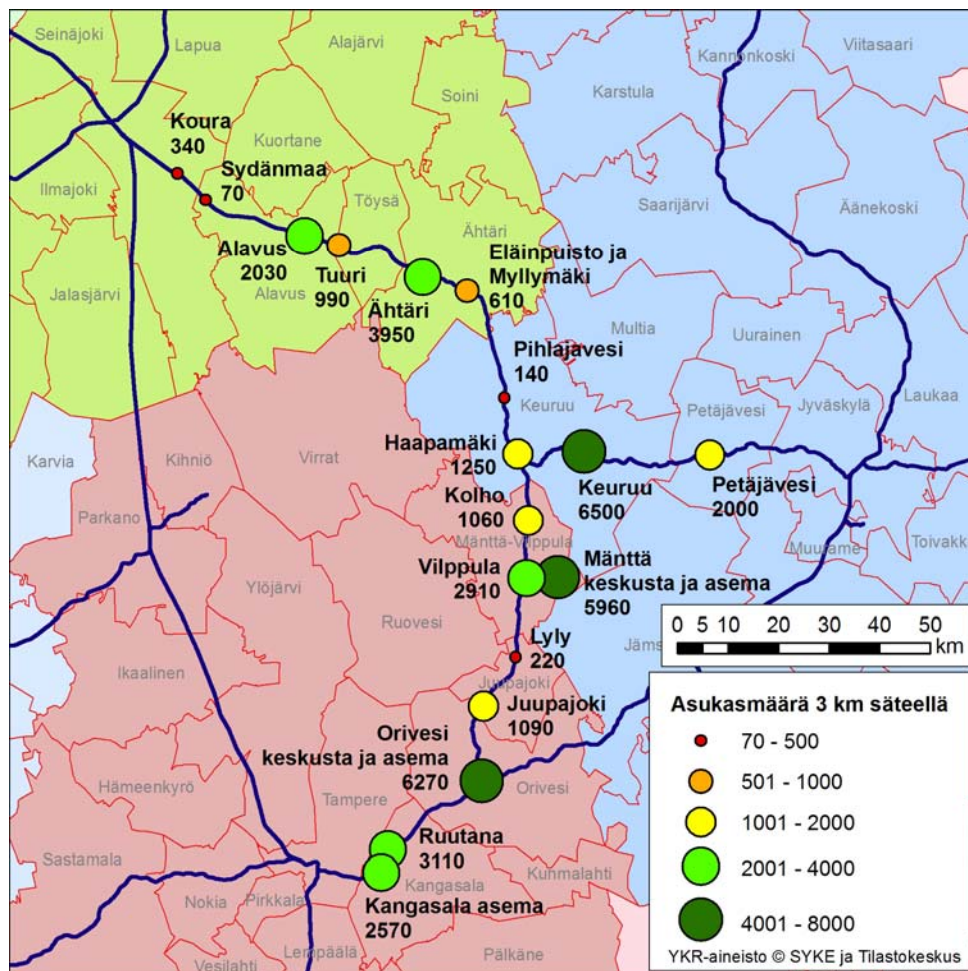 Seinäjoki
Lapua
Alajärvi
Kannonkoski
Viitasaari
Soini
Karstula
Koura
340
Kuortane
Sydänmaa
70
Ilmajoki
Töysä
Saarijärvi
Äänekoski
Ähtäri
Alavus
2030
Tuuri
990
Eläinpuisto ja
Myllymäki
610
Jalasjärvi
Alavus
Ähtäri
3950
Multia
Uurainen
Pihlajavesi
140
Keuruu
Petäjävesi
Jyväskylä
Laukaa
Karvia
Kihniö
Virrat
Haapamäki
1250
Keuruu
6500
Petäjävesi
2000
Kolho
1060
Parkano
Mänttä-Vilppula
Muurame
Toivakk
Ylöjärvi
Vilppula
2910
Mänttä
keskusta ja asema
5960
Ruovesi
Lyly
220
Jäms
0 5 10 20 30 40 50
km
Ikaalinen
Juupajoki
Juupajoki
1090
Orivesi
keskusta ja asema
6270
Hämeenkyrö
Tampere
Orivesi
Ruutana
3110
Sastamala
Kangasala
Kunmalahti
Nokia
Pirkkala
Kangasala asema
2570
Lempäälä
Vesilahti
Pälkäne
Asukasmäärä 3 km säteellä
70 - 500
501 - 1000
1001 - 2000
2001 - 4000
4001 - 8000
YKR-aineisto © SYKE ja Tilastokeskus